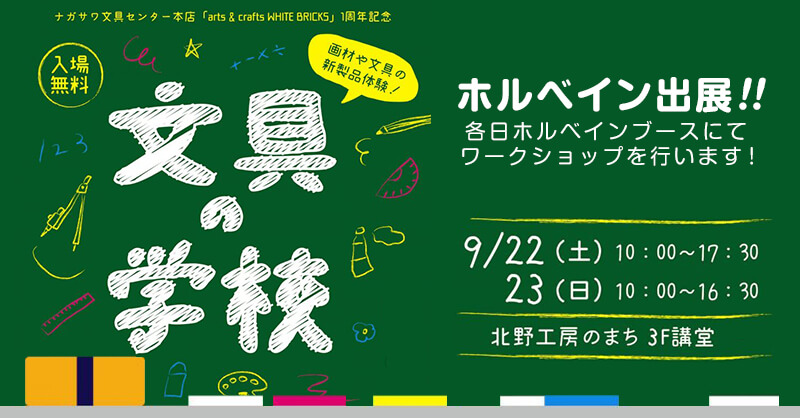 ナガサワ文具センター本店「arts & crafts WHITE BRICKS」1周年記念
入場
無料
画材や文具の
新製品体験！
文具
の
学校
123
ホルベイン出展!!
各日ホルベインブースにて
ワークショップを行います！
9/22（土）10：00〜17：30
23（日）10：00〜16：30
北野工房のまち 3F講堂